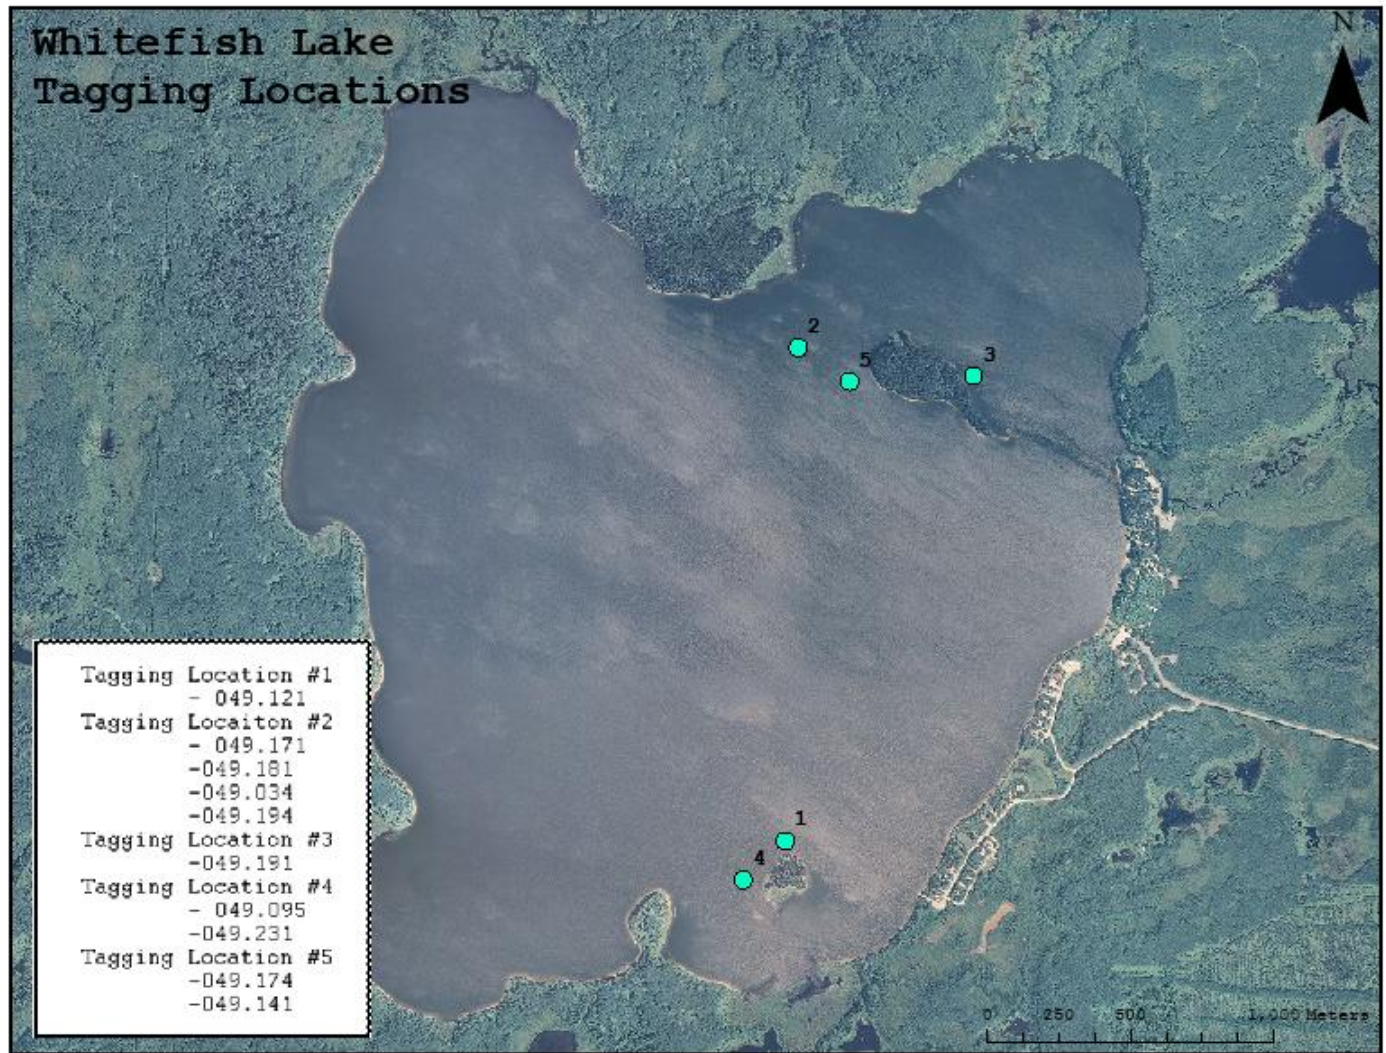 Whitefish Lake
Tagging Locations
N
2
5
3
1
4
Tagging Location #1
- 049.121
Tagging Locaiton #2
- 049.171
-049.181
-049.034
-049.194
Tagging Location #3
-049.191
Tagging Location #4
- 049.095
-049.231
Tagging Location #5
-049.174
-049.141
0 250 500 1,000 Meters